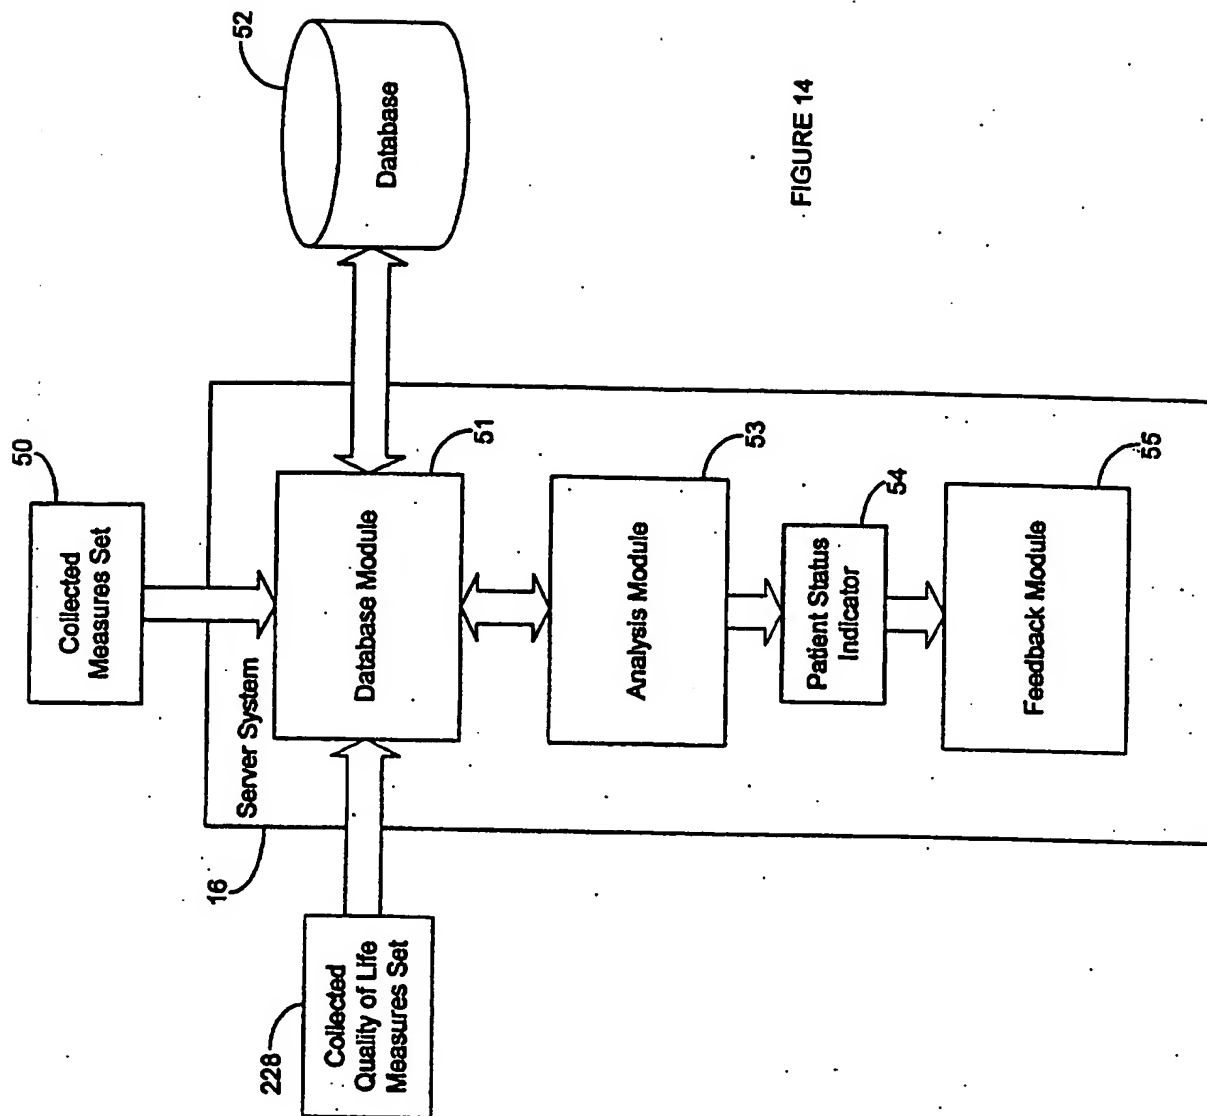 50
Collected
Measures Set
52
Database
16
Server System
228
Collected
Quality of Life
Measures Set
Database Module
51
Analysis Module
53
Patient Status
Indicator
54
Feedback Module
55
FIGURE 14